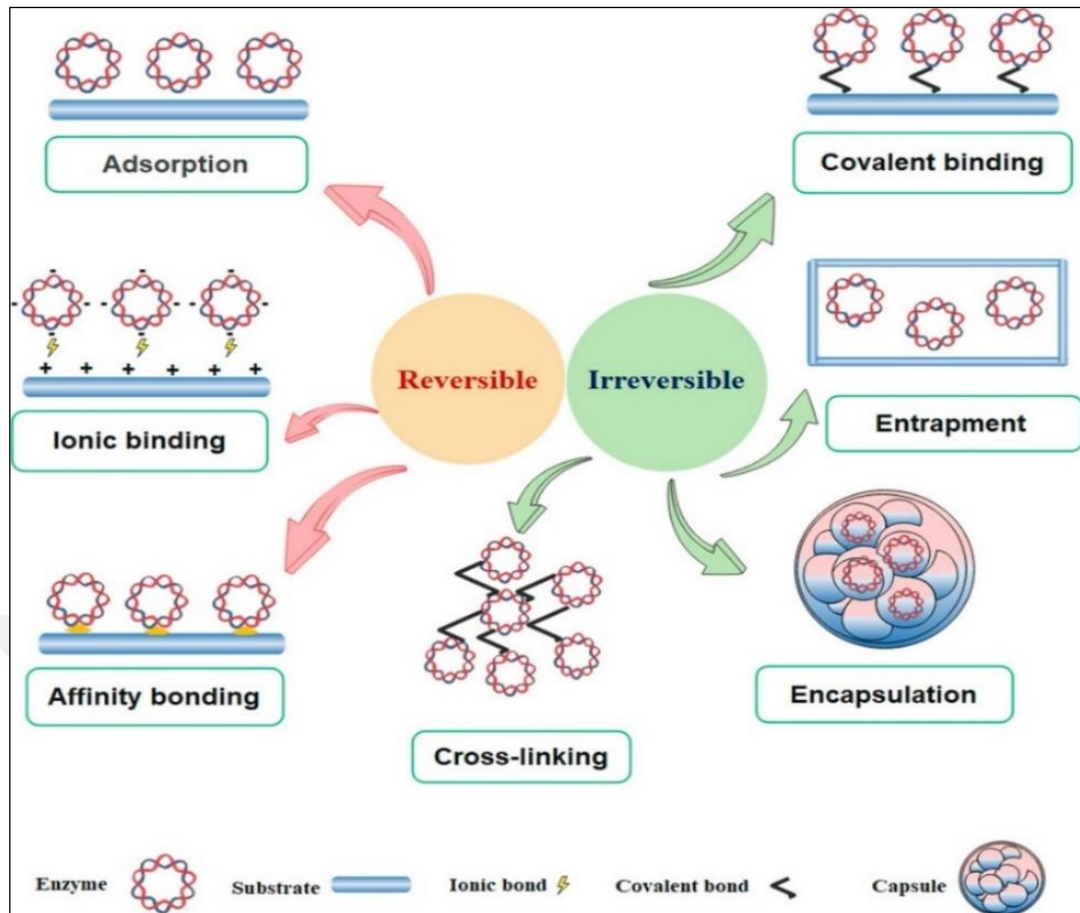 Adsorption
Covalent binding
Reversible
Irreversible
Ionic binding
Entrapment
Affinity bonding
Encapsulation
Cross-linking
Enzyme
Substrate
Ionic bond
Covalent bond
Capsule